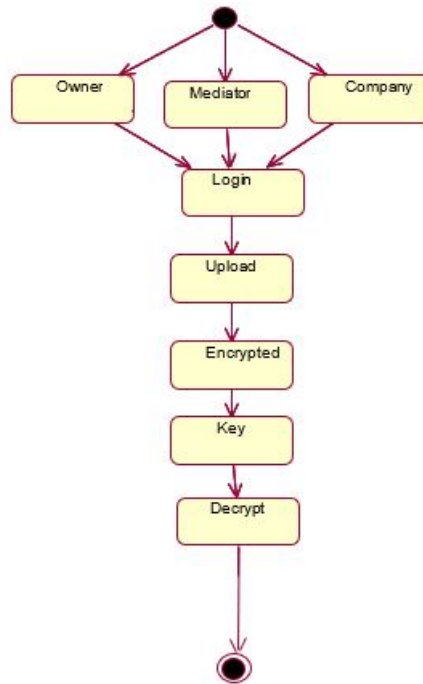 Owner
Mediator
Company
Login
Upload
Encrypted
Key
Decrypt